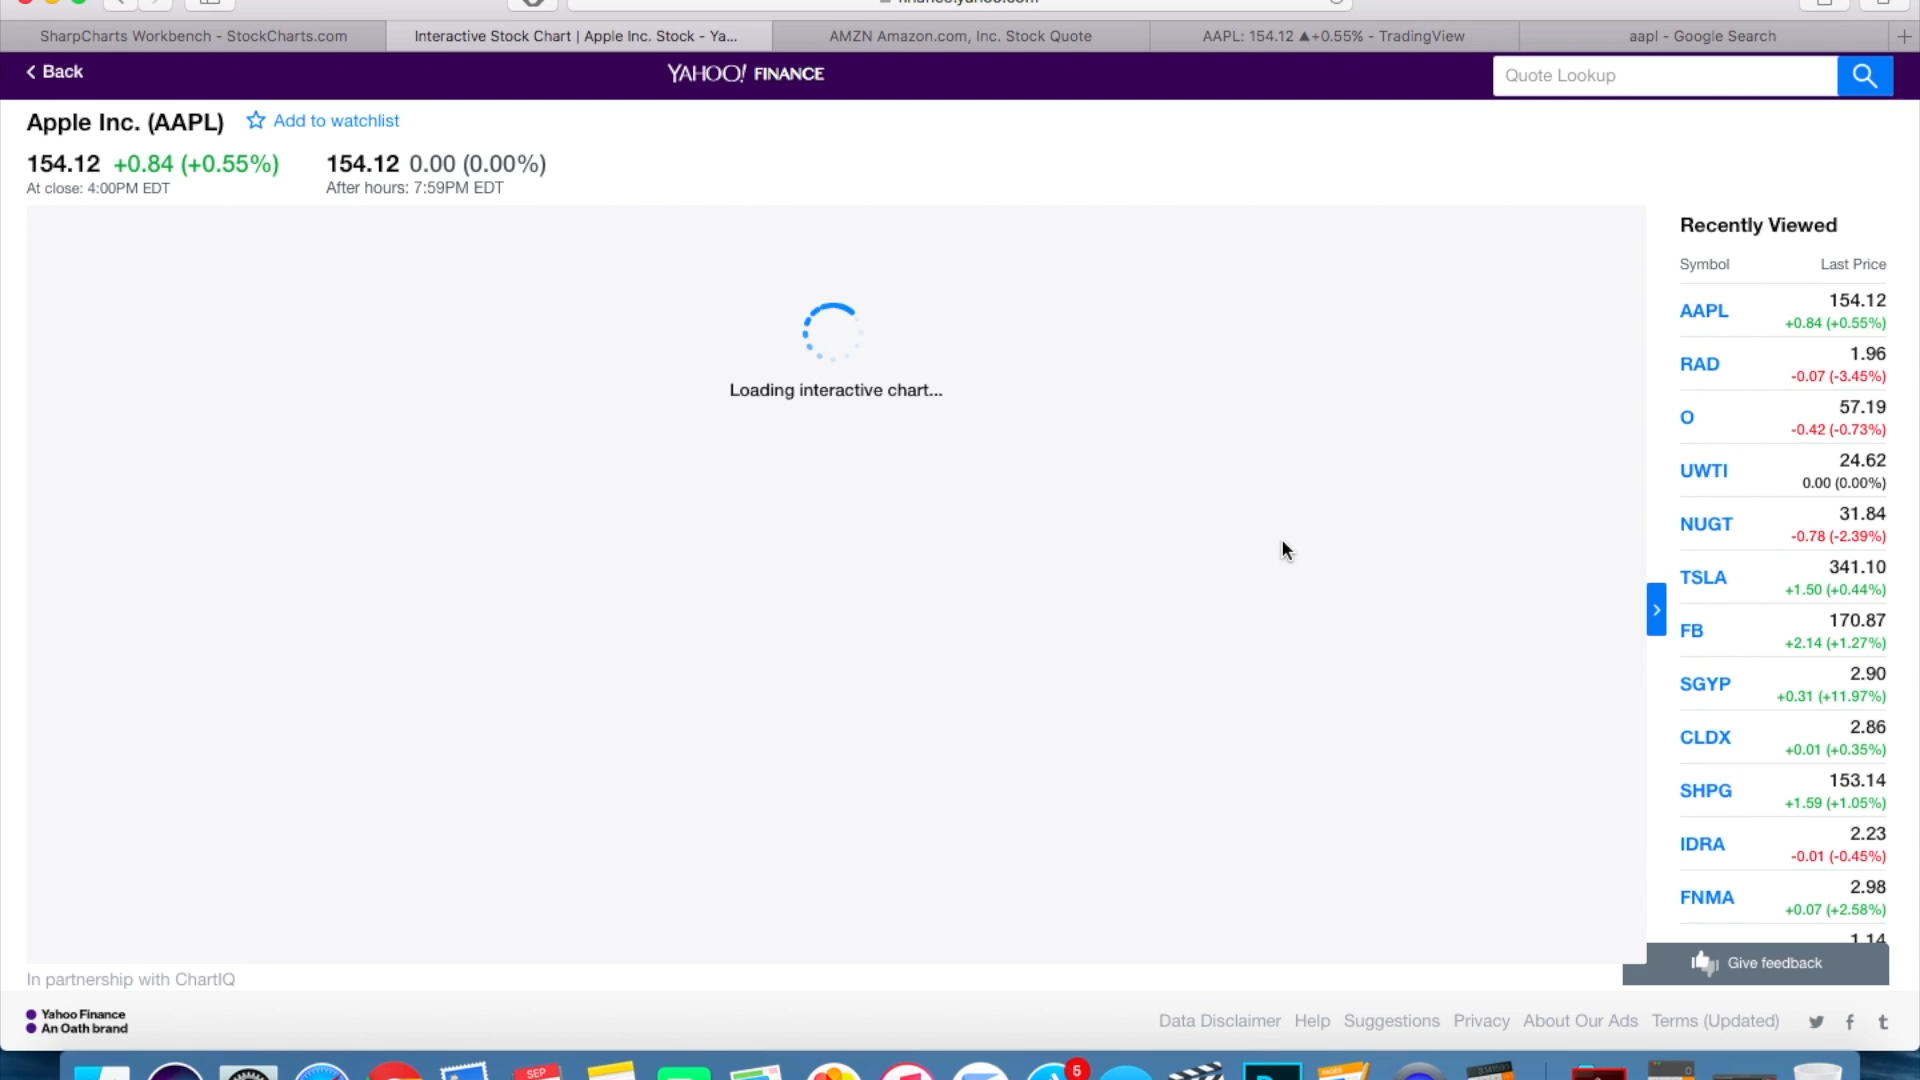 finance.yahoo.com
SharpCharts Workbench - StockCharts.com
Interactive Stock Chart | Apple Inc. Stock - Ya...
AMZN Amazon.com, Inc. Stock Quote
AAPL: 154.12 ▲+0.55% - TradingView
aapl - Google Search
Back
YAHOO! FINANCE
Quote Lookup
Apple Inc. (AAPL)
Add to watchlist
154.12 +0.84 (+0.55%)
At close: 4:00PM EDT
154.12 0.00 (0.00%)
After hours: 7:59PM EDT
Loading interactive chart...
Recently Viewed
Symbol Last Price
AAPL 154.12
+0.84 (+0.55%)
RAD 1.96
-0.07 (-3.45%)
O 57.19
-0.42 (-0.73%)
UWTI 24.62
0.00 (0.00%)
NUGT 31.84
-0.78 (-2.39%)
TSLA 341.10
+1.50 (+0.44%)
FB 170.87
+2.14 (+1.27%)
SGYP 2.90
+0.31 (+11.97%)
CLDX 2.86
+0.01 (+0.35%)
SHPG 153.14
+1.59 (+1.05%)
IDRA 2.23
-0.01 (-0.45%)
FNMA 2.98
+0.07 (+2.58%)
1.14
Give feedback
In partnership with ChartIQ
Yahoo Finance
An Oath brand
Data Disclaimer Help Suggestions Privacy About Our Ads Terms (Updated)
SEP
5
PAGES